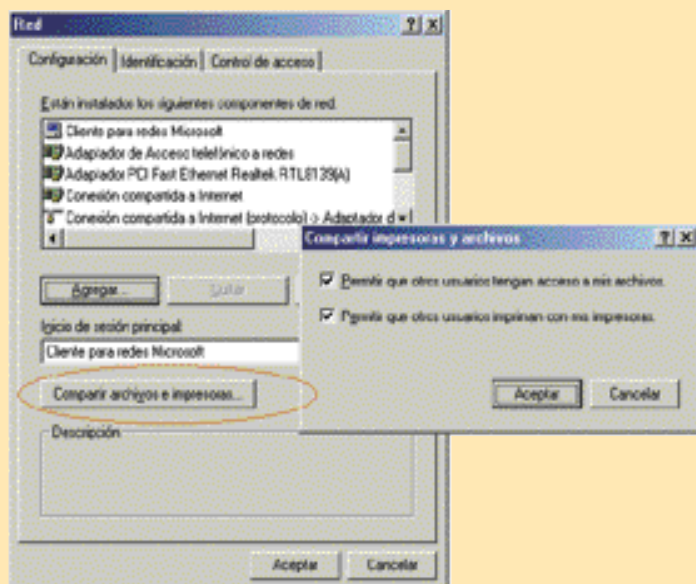 Red
Configuración Identificación Control de acceso
Están instalados los siguientes componentes de red:
Cliente para redes Microsoft
Adaptador de Acceso telefónico a redes
Adaptador PCI Fast Ethernet Realtek RTL8139(A)
Conexión compartida a Internet
Conexión compartida a Internet (protocolo) -> Adaptador d
Agregar... Quitar
Inicio de sesión principal:
Cliente para redes Microsoft
Compartir archivos e impresoras...
Descripción
Aceptar Cancelar
Compartir impresoras y archivos
Permitir que otros usuarios tengan acceso a mis archivos.
Permitir que otros usuarios impriman con mis impresoras.
Aceptar Cancelar